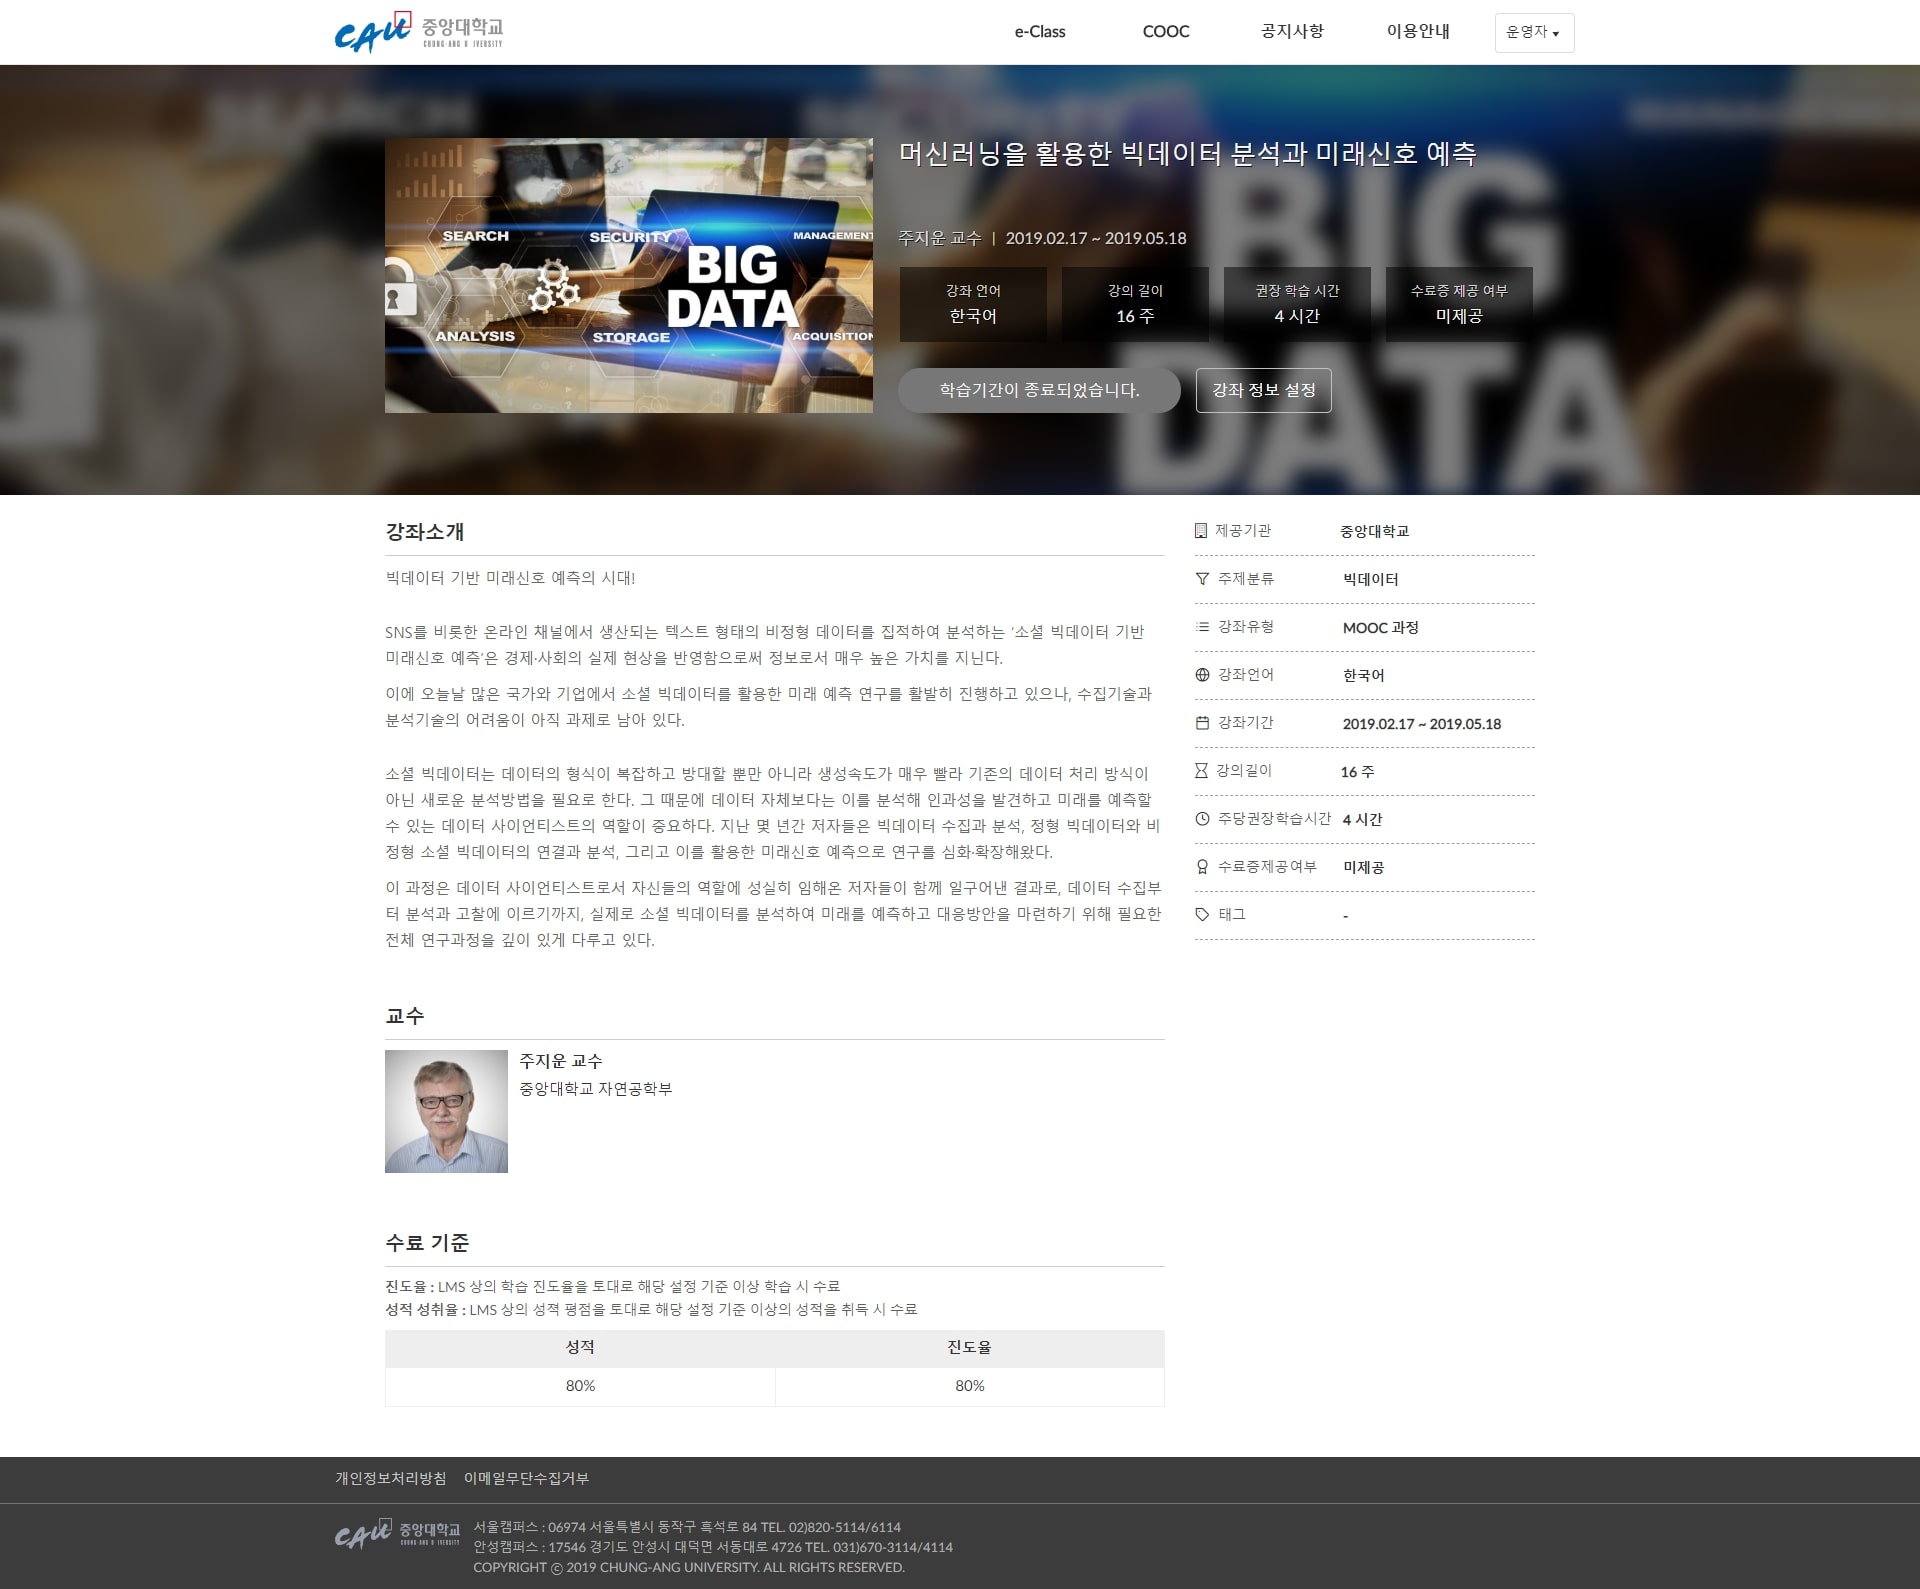 CAU 중앙대학교
CHUNG-ANG UNIVERSITY
e-Class
COOC
공지사항
이용안내
운영자
SEARCH
SECURITY
MANAGEMENT
BIG
DATA
ANALYSIS
STORAGE
ACQUISITION
머신러닝을 활용한 빅데이터 분석과 미래신호 예측
주지운 교수 | 2019.02.17 ~ 2019.05.18
강좌 언어
한국어
강의 길이
16 주
권장 학습 시간
4 시간
수료증 제공 여부
미제공
학습기간이 종료되었습니다.
강좌 정보 설정
강좌소개
빅데이터 기반 미래신호 예측의 시대!
SNS를 비롯한 온라인 채널에서 생산되는 텍스트 형태의 비정형 데이터를 집적하여 분석하는 ‘소셜 빅데이터 기반
미래신호 예측’은 경제·사회의 실제 현상을 반영함으로써 정보로서 매우 높은 가치를 지닌다.
이에 오늘날 많은 국가와 기업에서 소셜 빅데이터를 활용한 미래 예측 연구를 활발히 진행하고 있으나, 수집기술과
분석기술의 어려움이 아직 과제로 남아 있다.
소셜 빅데이터는 데이터의 형식이 복잡하고 방대할 뿐만 아니라 생성속도가 매우 빨라 기존의 데이터 처리 방식이
아닌 새로운 분석방법을 필요로 한다. 그 때문에 데이터 자체보다는 이를 분석해 인과성을 발견하고 미래를 예측할
수 있는 데이터 사이언티스트의 역할이 중요하다. 지난 몇 년간 저자들은 빅데이터 수집과 분석, 정형 빅데이터와 비
정형 소셜 빅데이터의 연결과 분석, 그리고 이를 활용한 미래신호 예측으로 연구를 심화·확장해왔다.
이 과정은 데이터 사이언티스트로서 자신들의 역할에 성실히 임해온 저자들이 함께 일구어낸 결과로, 데이터 수집부
터 분석과 고찰에 이르기까지, 실제로 소셜 빅데이터를 분석하여 미래를 예측하고 대응방안을 마련하기 위해 필요한
전체 연구과정을 깊이 있게 다루고 있다.
제공기관 중앙대학교
주제분류 빅데이터
강좌유형 MOOC 과정
강좌언어 한국어
강좌기간 2019.02.17 ~ 2019.05.18
강의길이 16 주
주당권장학습시간 4 시간
수료증제공여부 미제공
태그 -
교수
주지운 교수
중앙대학교 자연공학부
수료 기준
진도율 : LMS 상의 학습 진도율을 토대로 해당 설정 기준 이상 학습 시 수료
성적 성취율 : LMS 상의 성젹 평점을 토대로 해당 설정 기준 이상의 성적을 취득 시 수료
성적 진도율
80% 80%
개인정보처리방침 이메일무단수집거부
CAU 중앙대학교
CHUNG-ANG UNIVERSITY
서울캠퍼스 : 06974 서울특별시 동작구 흑석로 84 TEL. 02)820-5114/6114
안성캠퍼스 : 17546 경기도 안성시 대덕면 서동대로 4726 TEL. 031)670-3114/4114
COPYRIGHT ⓒ 2019 CHUNG-ANG UNIVERSITY. ALL RIGHTS RESERVED.